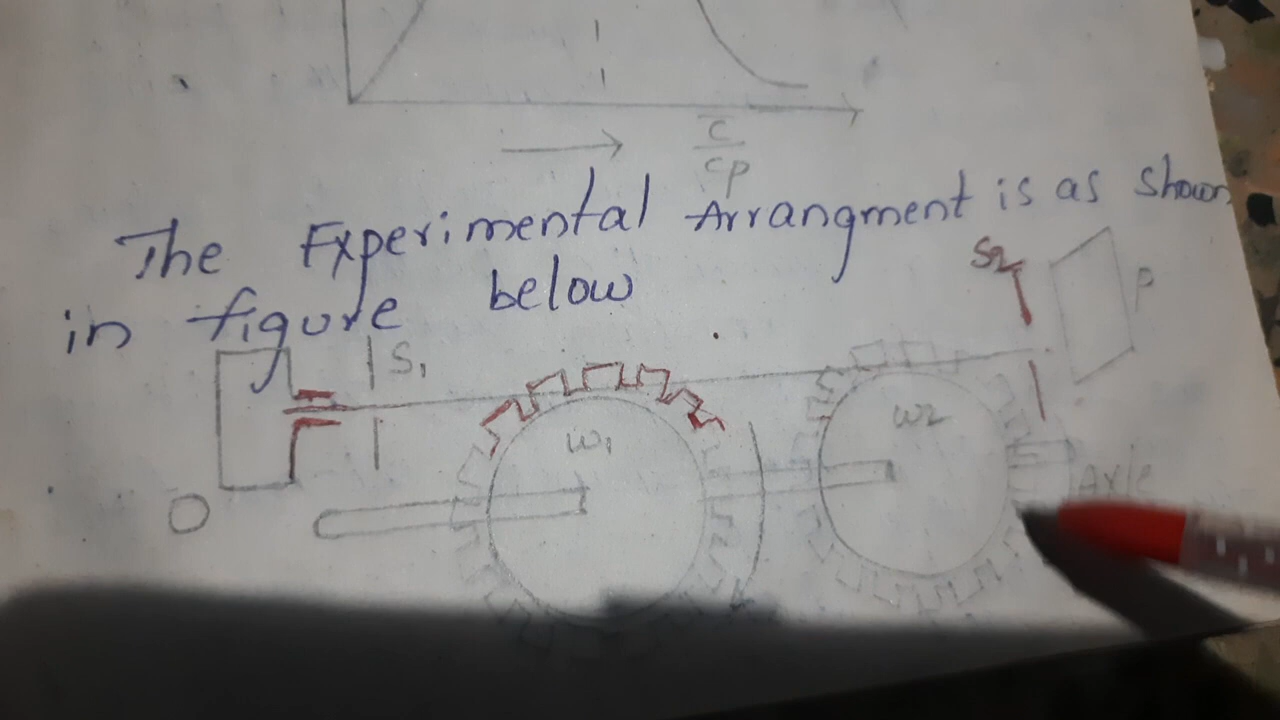 C̅
Cp
The Experimental Arrangment is as shown
in figure below
S2
P
S1
W1
W2
O
Axle